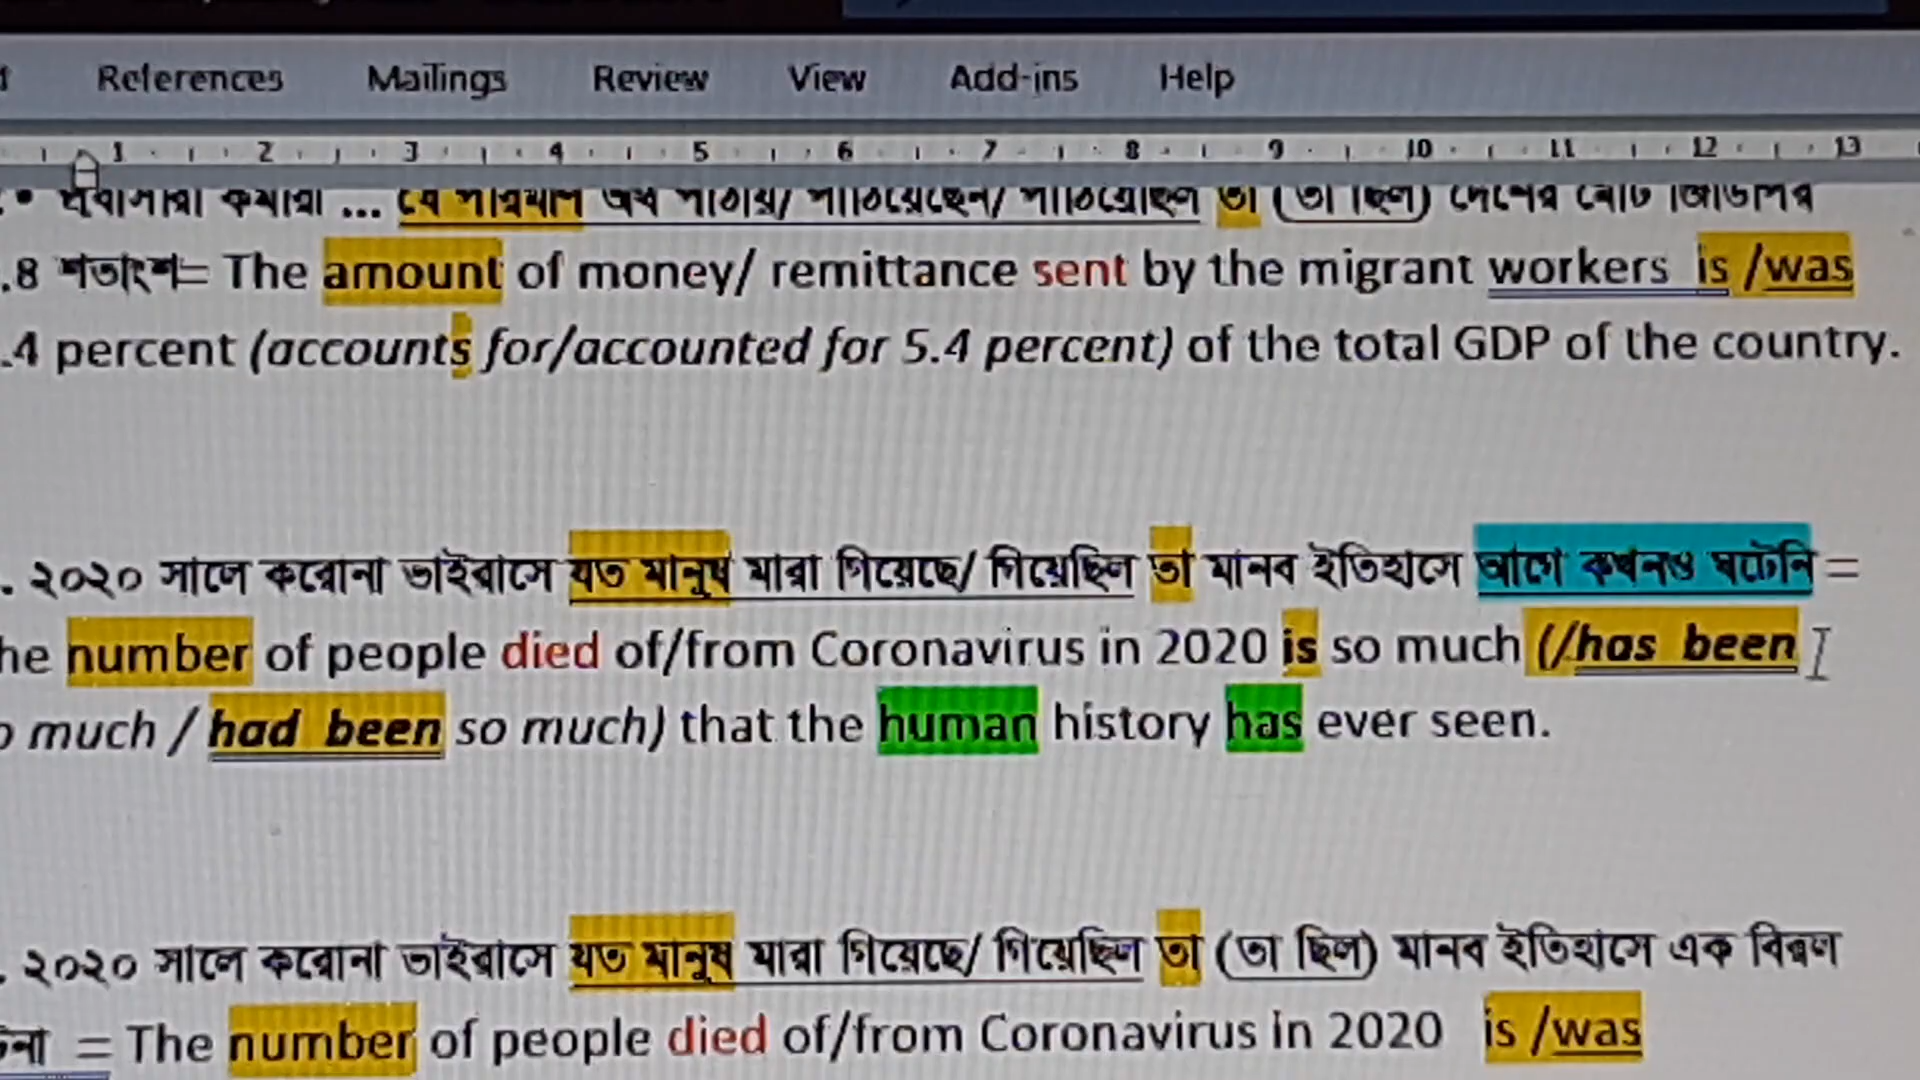 References Mailings Review View Add-ins Help
1 2 3 4 5 6 7 8 9 10 11 12 13
... যে পরিমাণ অর্থ পাঠায়/ পাঠিয়েছেন/ পাঠিয়েছিল তা (তা ছিল) দেশের মোট জিডিপির
.8 শতাংশ= The amount of money/ remittance sent by the migrant workers is /was
.4 percent (accounts for/accounted for 5.4 percent) of the total GDP of the country.
. ২০২০ সালে করোনা ভাইরাসে যত মানুষ মারা গিয়েছে/ গিয়েছিল তা মানব ইতিহাসে আগে কখনও ঘটেনি =
he number of people died of/from Coronavirus in 2020 is so much (/has been
o much / had been so much) that the human history has ever seen.
. ২০২০ সালে করোনা ভাইরাসে যত মানুষ মারা গিয়েছে/ গিয়েছিল তা (তা ছিল) মানব ইতিহাসে এক বিরল
টনা = The number of people died of/from Coronavirus in 2020 is /was